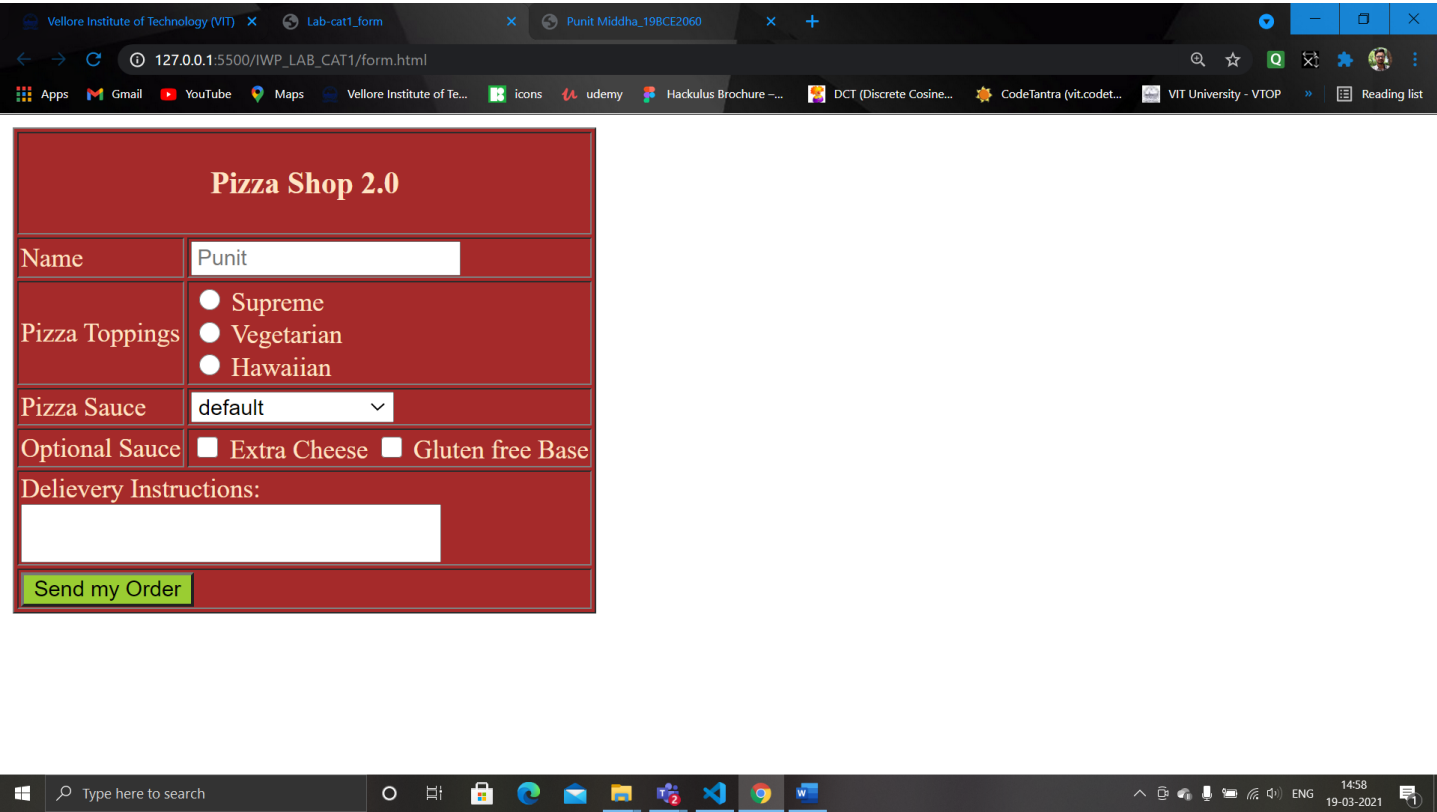 Vellore Institute of Technology (VIT)
Lab-cat1_form
Punit Middha_19BCE2060
127.0.0.1:5500/IWP_LAB_CAT1/form.html
Apps
Gmail
YouTube
Maps
Vellore Institute of Te...
icons
udemy
Hackulus Brochure –...
DCT (Discrete Cosine...
CodeTantra (vit.codet...
VIT University - VTOP
»
Reading list
Pizza Shop 2.0
Name
Punit
Pizza Toppings
Supreme
Vegetarian
Hawaiian
Pizza Sauce
default
Optional Sauce
Extra Cheese
Gluten free Base
Delievery Instructions:
Send my Order
Type here to search
ENG
14:58
19-03-2021